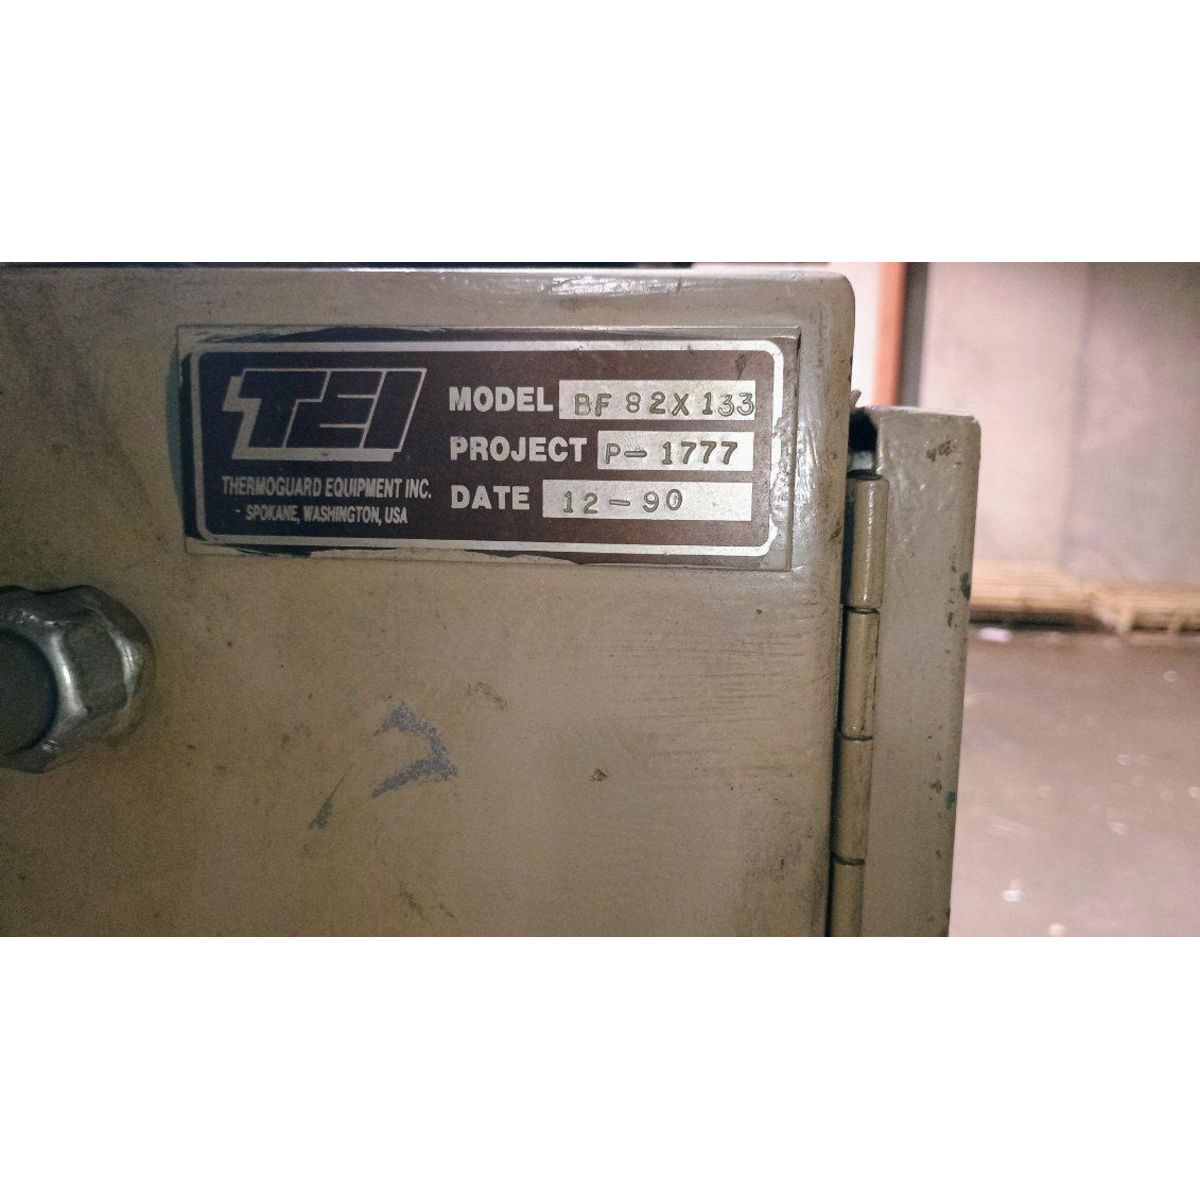 TEI
THERMOGUARD EQUIPMENT INC.
SPOKANE, WASHINGTON, USA
MODEL BF 82X133
PROJECT P-1777
DATE 12-90